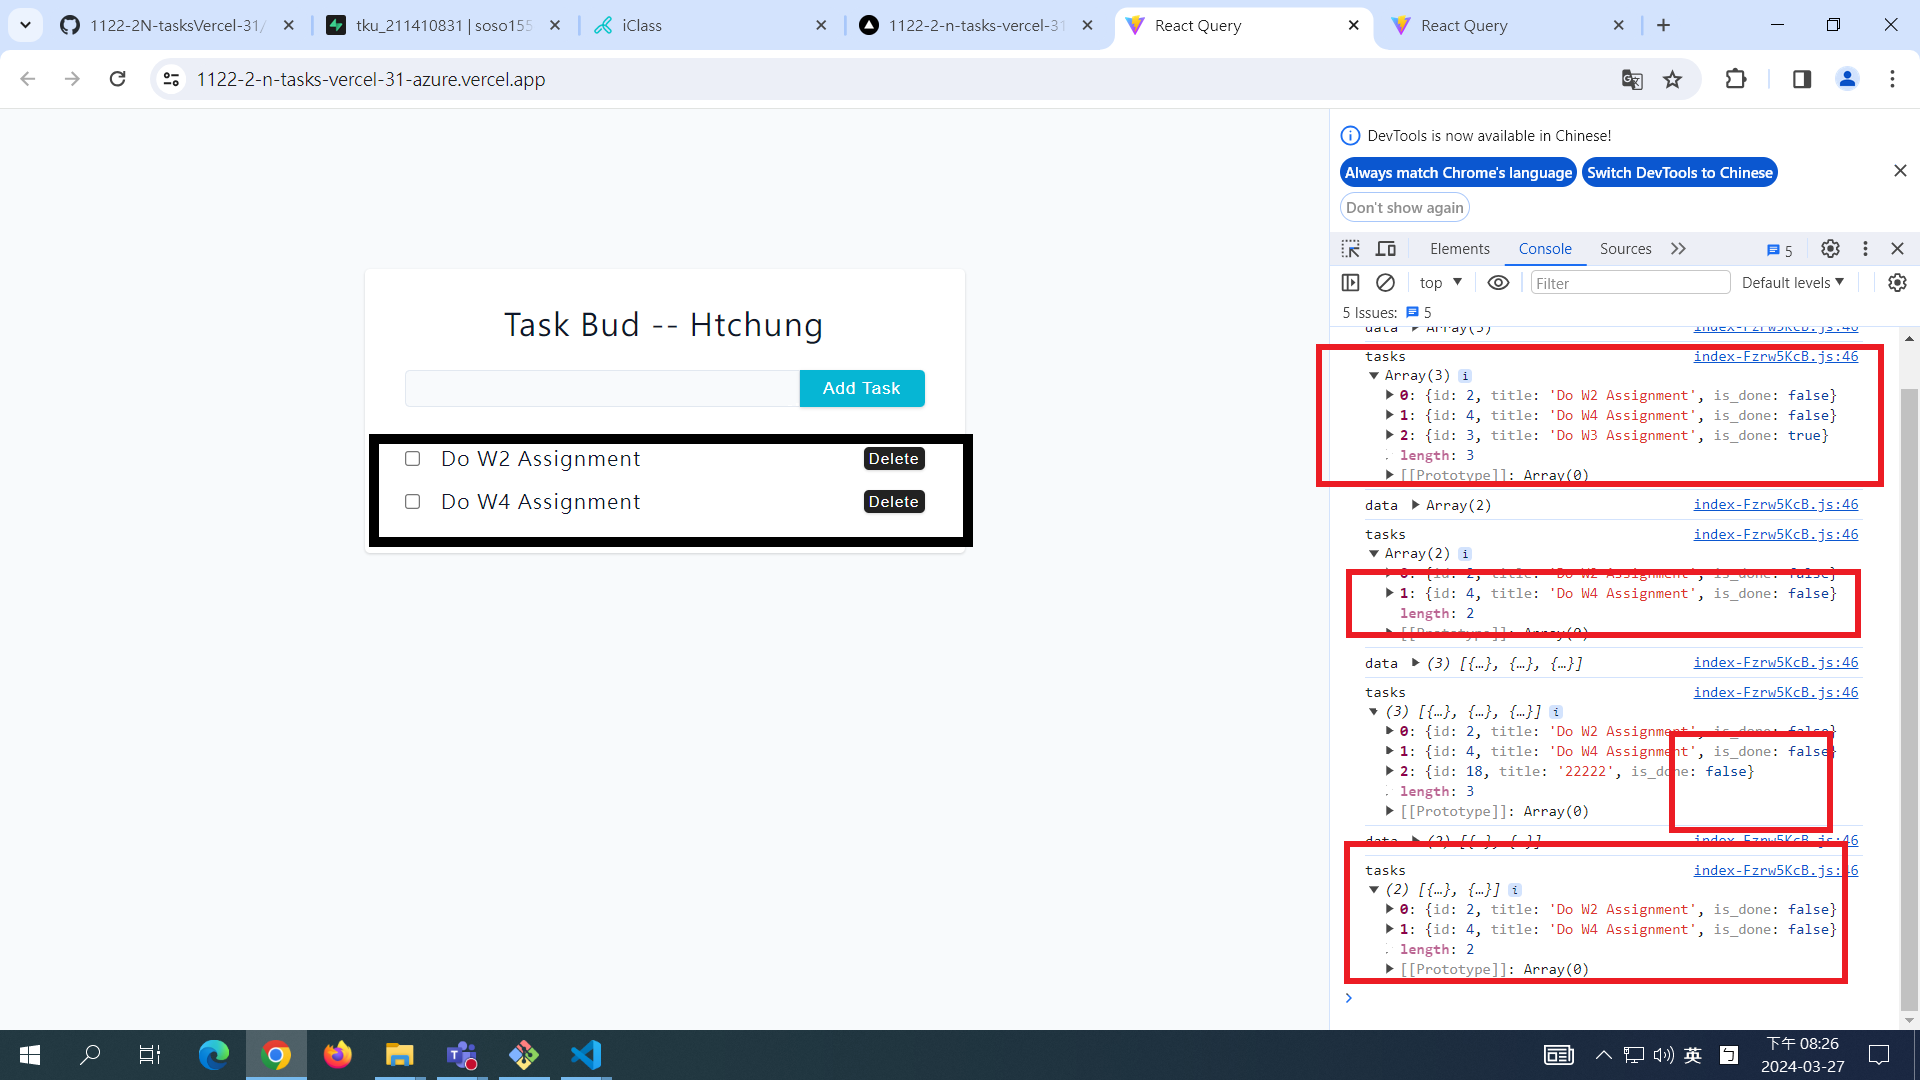 1122-2N-tasksVercel-31/
tku_211410831 | soso155
iClass
1122-2-n-tasks-vercel-31
React Query
React Query
1122-2-n-tasks-vercel-31-azure.vercel.app
DevTools is now available in Chinese!
Always match Chrome's language
Switch DevTools to Chinese
Don't show again
Elements
Console
Sources
5
top
Filter
Default levels
5 Issues: 5
data Array(3) index-Fzrw5KcB.js:46
tasks index-Fzrw5KcB.js:46
Array(3)
0: {id: 2, title: 'Do W2 Assignment', is_done: false}
1: {id: 4, title: 'Do W4 Assignment', is_done: false}
2: {id: 3, title: 'Do W3 Assignment', is_done: true}
length: 3
[[Prototype]]: Array(0)
data Array(2) index-Fzrw5KcB.js:46
tasks index-Fzrw5KcB.js:46
Array(2)
0: {id: 2, title: 'Do W2 Assignment', is_done: false}
1: {id: 4, title: 'Do W4 Assignment', is_done: false}
length: 2
[[Prototype]]: Array(0)
data (3) [{…}, {…}, {…}] index-Fzrw5KcB.js:46
tasks index-Fzrw5KcB.js:46
(3) [{…}, {…}, {…}]
0: {id: 2, title: 'Do W2 Assignment', is_done: false}
1: {id: 4, title: 'Do W4 Assignment', is_done: false}
2: {id: 18, title: '22222', is_done: false}
length: 3
[[Prototype]]: Array(0)
data (2) [{…}, {…}] index-Fzrw5KcB.js:46
tasks index-Fzrw5KcB.js:46
(2) [{…}, {…}]
0: {id: 2, title: 'Do W2 Assignment', is_done: false}
1: {id: 4, title: 'Do W4 Assignment', is_done: false}
length: 2
[[Prototype]]: Array(0)
Task Bud -- Htchung
Add Task
Do W2 Assignment Delete
Do W4 Assignment Delete
英
下午 08:26
2024-03-27